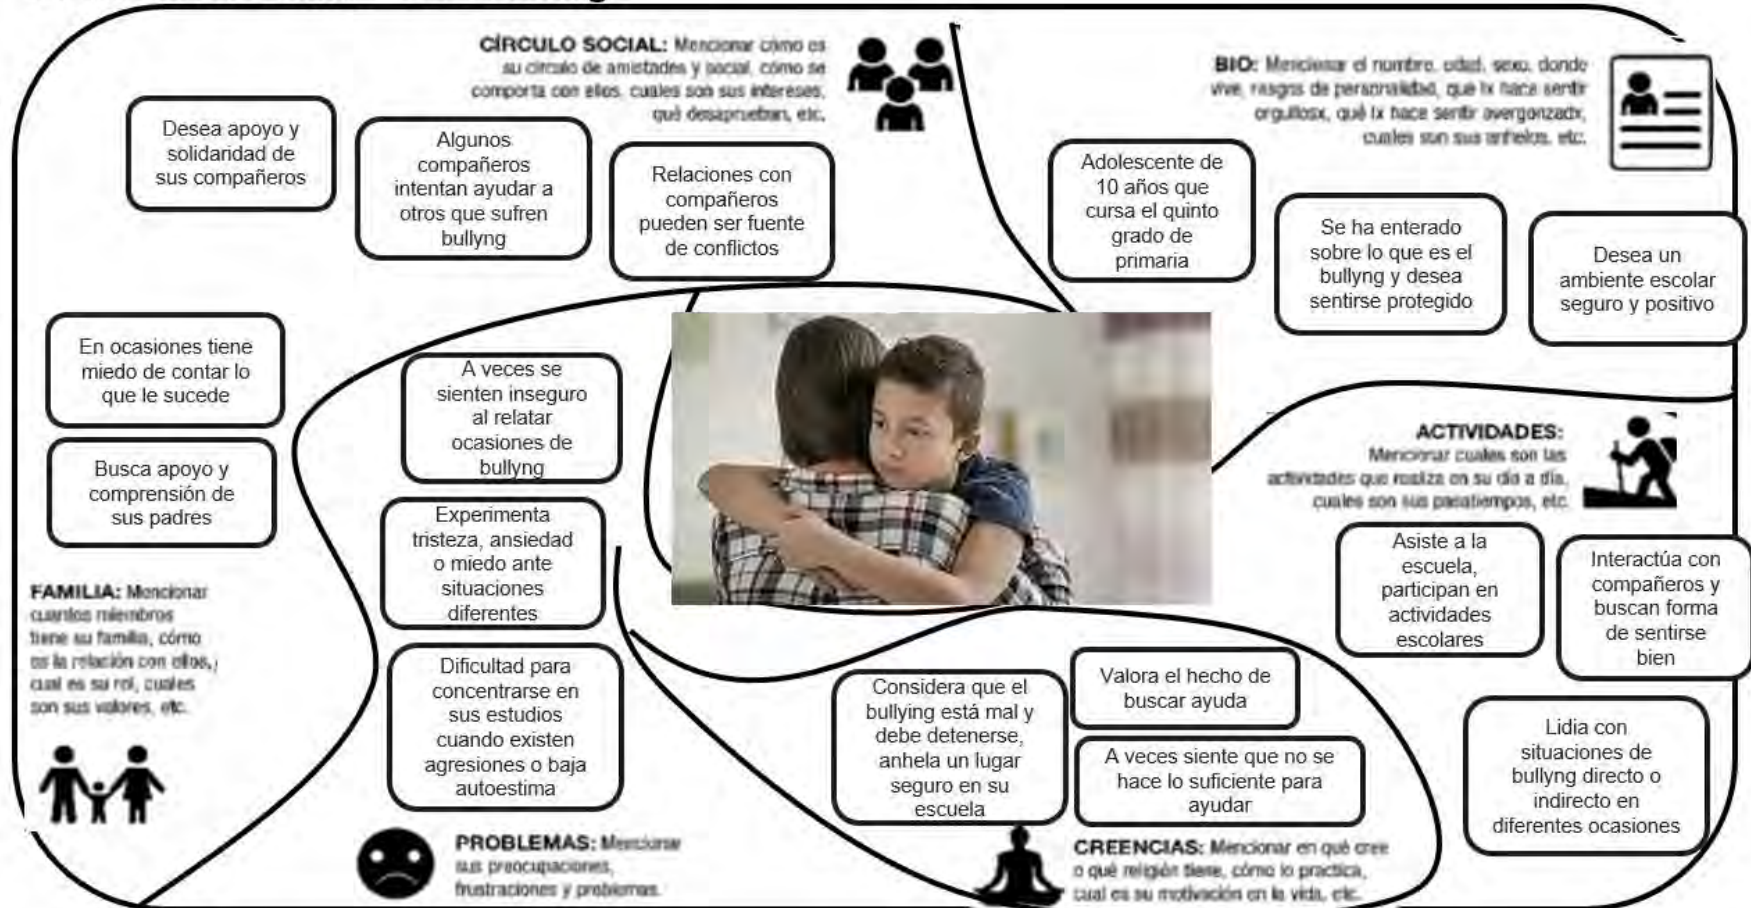 CÍRCULO SOCIAL: Mencionar cómo es
su círculo de amistades y social, cómo se
comporta con ellos, cuales son sus intereses,
qué desaprueban, etc.
Desea apoyo y
solidaridad de
sus compañeros
Algunos
compañeros
intentan ayudar a
otros que sufren
bullyng
Relaciones con
compañeros
pueden ser fuente
de conflictos
BIO: Mencionar el nombre, edad, sexo, donde
vive, rasgos de personalidad, que lx hace sentir
orgullosx, qué lx hace sentir avergonzadx,
cuales son sus anhelos, etc.
Adolescente de
10 años que
cursa el quinto
grado de
primaria
Se ha enterado
sobre lo que es el
bullyng y desea
sentirse protegido
Desea un
ambiente escolar
seguro y positivo
En ocasiones tiene
miedo de contar lo
que le sucede
Busca apoyo y
comprensión de
sus padres
FAMILIA: Mencionar
cuantos miembros
tiene su familia, cómo
es la relación con ellos,
cual es su rol, cuales
son sus valores, etc.
A veces se
sienten inseguro
al relatar
ocasiones de
bullyng
Experimenta
tristeza, ansiedad
o miedo ante
situaciones
diferentes
Dificultad para
concentrarse en
sus estudios
cuando existen
agresiones o baja
autoestima
PROBLEMAS: Mencionar
sus preocupaciones,
frustraciones y problemas.
ACTIVIDADES:
Mencionar cuales son las
actividades que realiza en su día a día,
cuales son sus pasatiempos, etc.
Asiste a la
escuela,
participan en
actividades
escolares
Interactúa con
compañeros y
buscan forma
de sentirse
bien
Lidia con
situaciones de
bullyng directo o
indirecto en
diferentes ocasiones
Considera que el
bullying está mal y
debe detenerse,
anhela un lugar
seguro en su
escuela
Valora el hecho de
buscar ayuda
A veces siente que no se
hace lo suficiente para
ayudar
CREENCIAS: Mencionar en qué cree
o qué religión tiene, cómo lo practica,
cual es su motivación en la vida, etc.